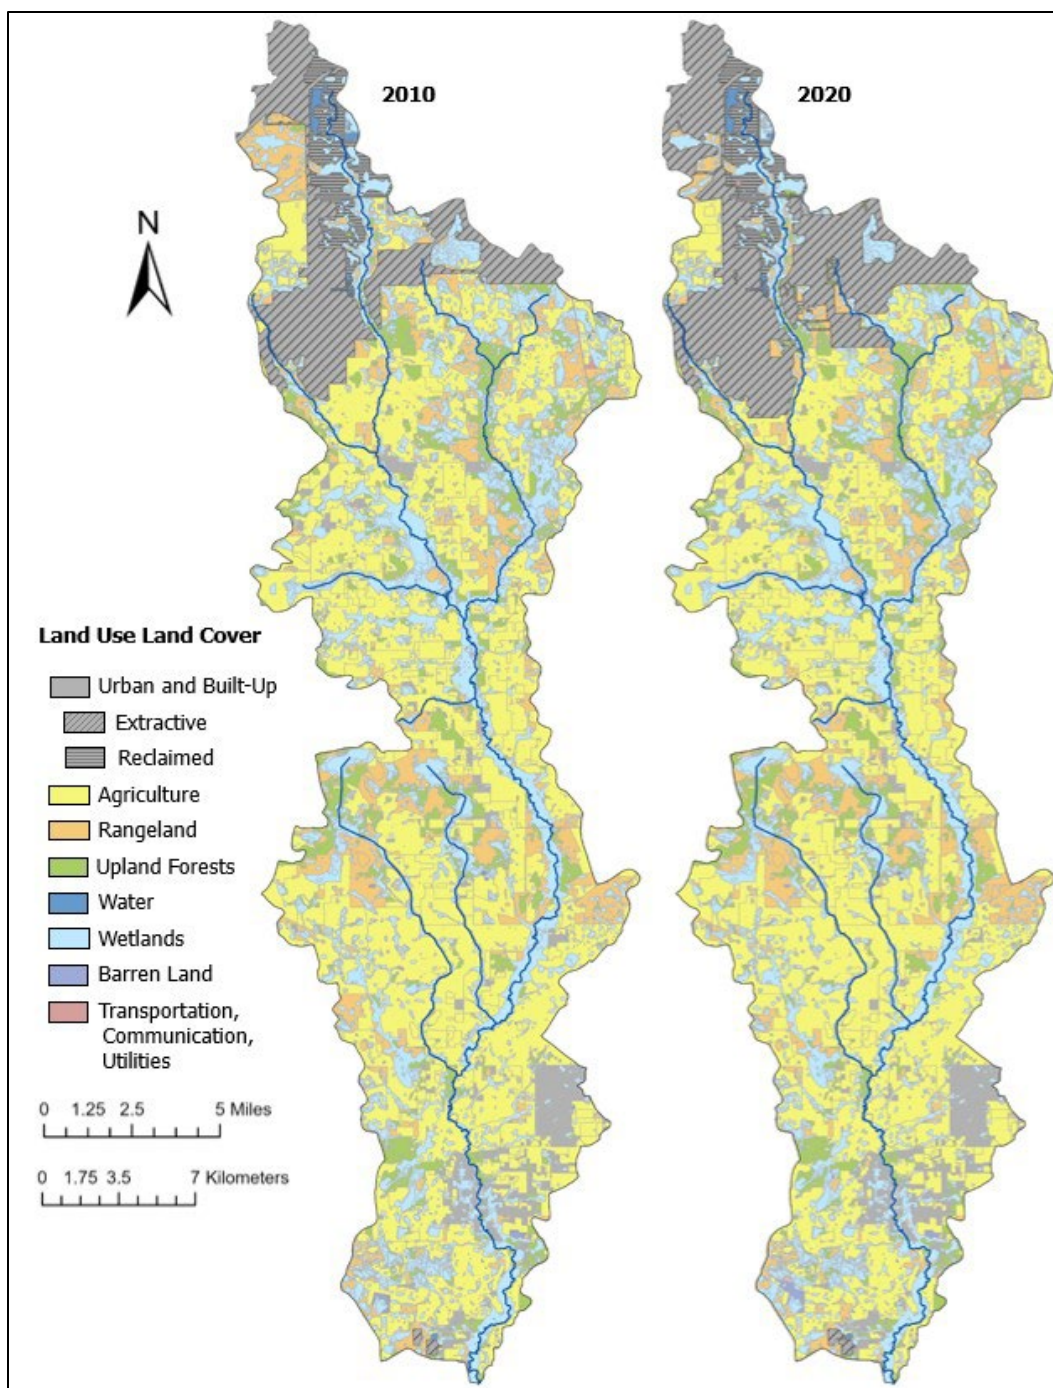 2010
2020
N
Land Use Land Cover
Urban and Built-Up
Extractive
Reclaimed
Agriculture
Rangeland
Upland Forests
Water
Wetlands
Barren Land
Transportation,
Communication,
Utilities
0 1.25 2.5 5 Miles
0 1.75 3.5 7 Kilometers